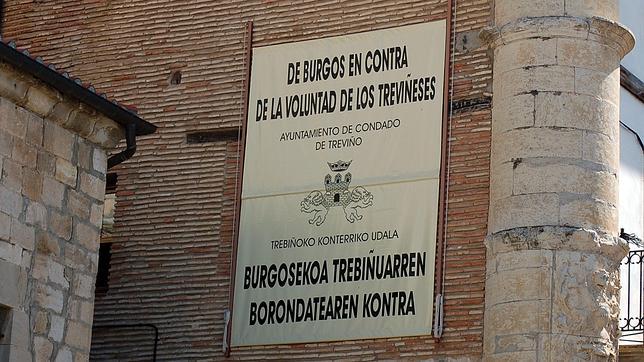 DE BURGOS EN CONTRA
DE LA VOLUNTAD DE LOS TREVIÑESES
AYUNTAMIENTO DE CONDADO
DE TREVIÑO
TREBIÑOKO KONTERRIKO UDALA
BURGOSEKOA TREBIÑUARREN
BORONDATEAREN KONTRA